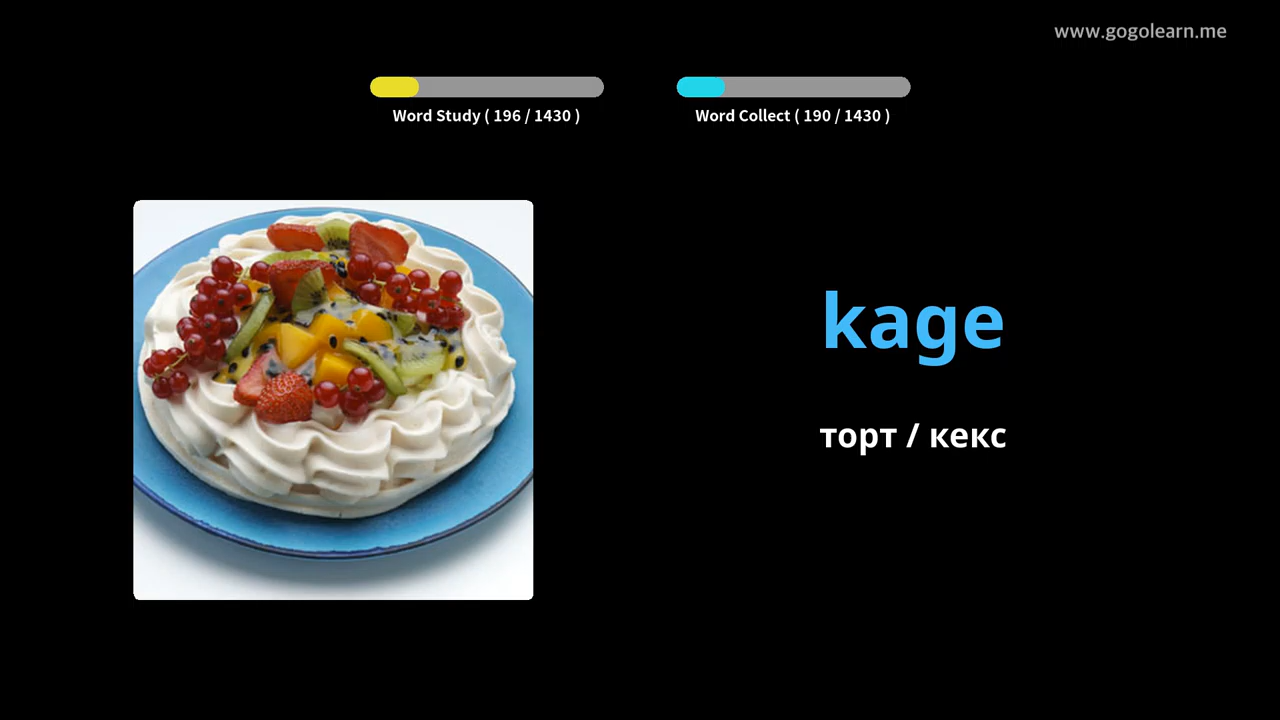 www.gogolearn.me
Word Study ( 196 / 1430 )
Word Collect ( 190 / 1430 )
kage
торт / кекс